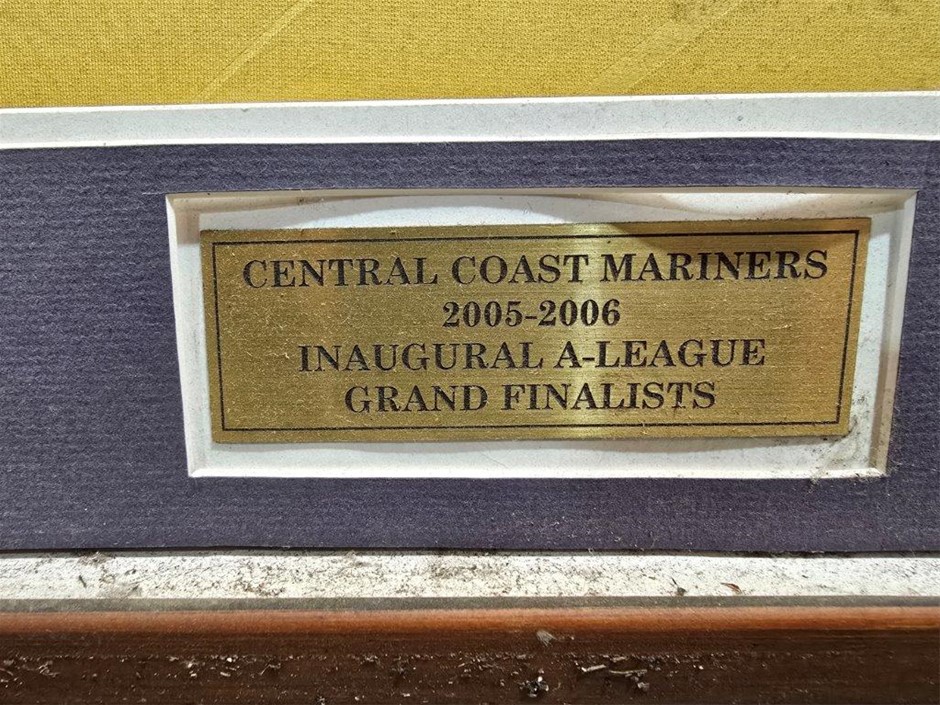 CENTRAL COAST MARINERS
2005-2006
INAUGURAL A-LEAGUE
GRAND FINALISTS